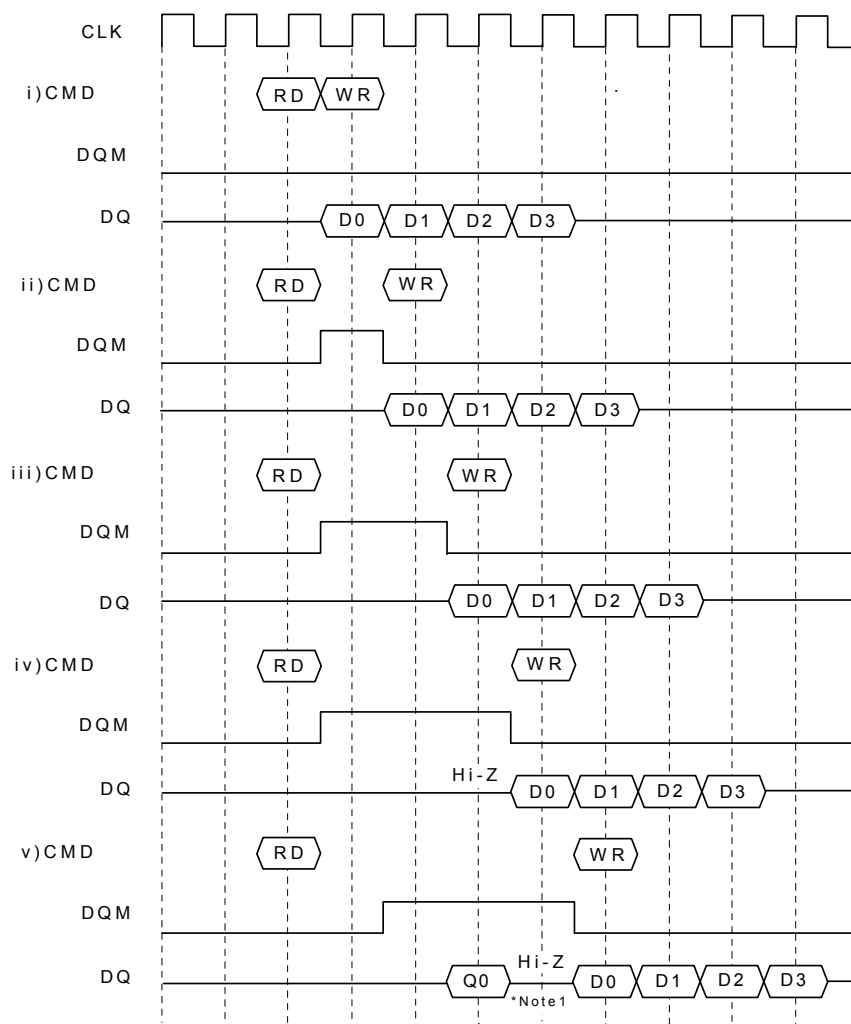 CLK
i)CMD RD WR
DQM
DQ D0 D1 D2 D3
ii)CMD RD WR
DQM
DQ D0 D1 D2 D3
iii)CMD RD WR
DQM
DQ D0 D1 D2 D3
iv)CMD RD WR
DQM
Hi-Z
DQ D0 D1 D2 D3
v)CMD RD WR
DQM
Hi-Z
DQ Q0 D0 D1 D2 D3
*Note1